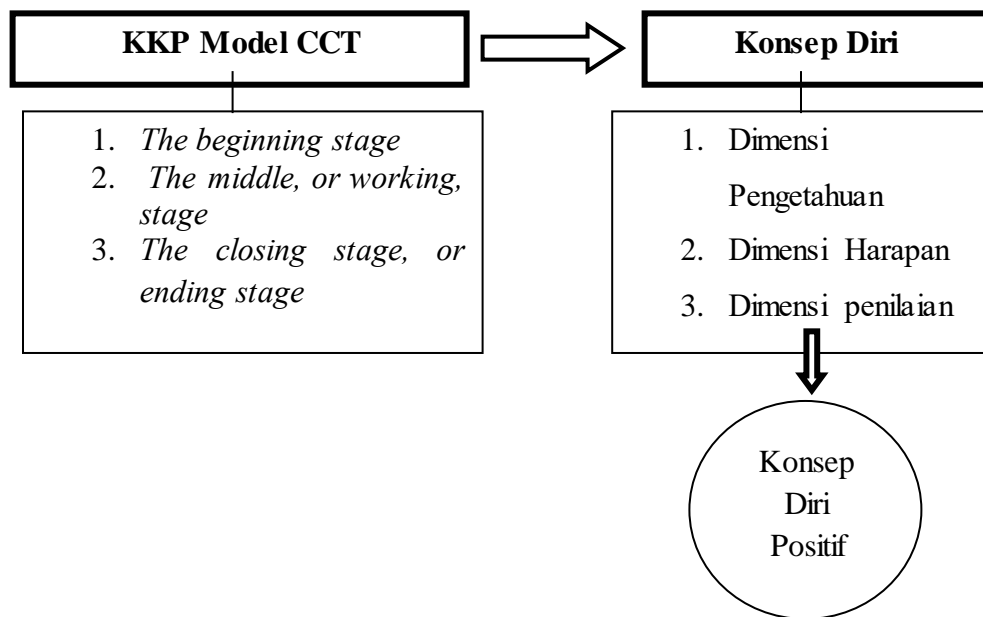 KKP Model CCT
Konsep Diri
1. The beginning stage
2. The middle, or working,
stage
3. The closing stage, or
ending stage
1. Dimensi
Pengetahuan
2. Dimensi Harapan
3. Dimensi penilaian
Konsep
Diri
Positif